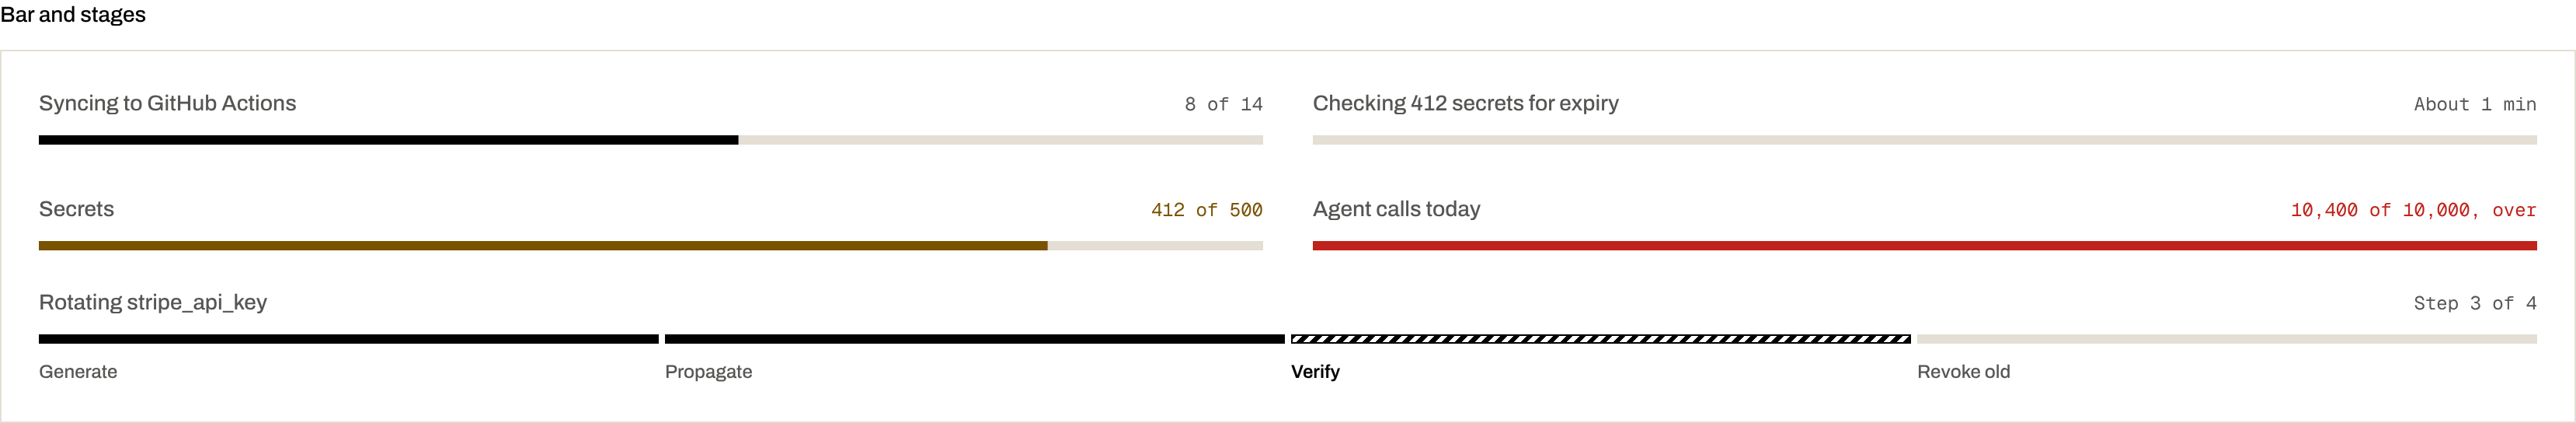 Bar and stages
Syncing to GitHub Actions
8 of 14
Checking 412 secrets for expiry
About 1 min
Secrets
412 of 500
Agent calls today
10,400 of 10,000, over
Rotating stripe_api_key
Step 3 of 4
Generate
Propagate
Verify
Revoke old